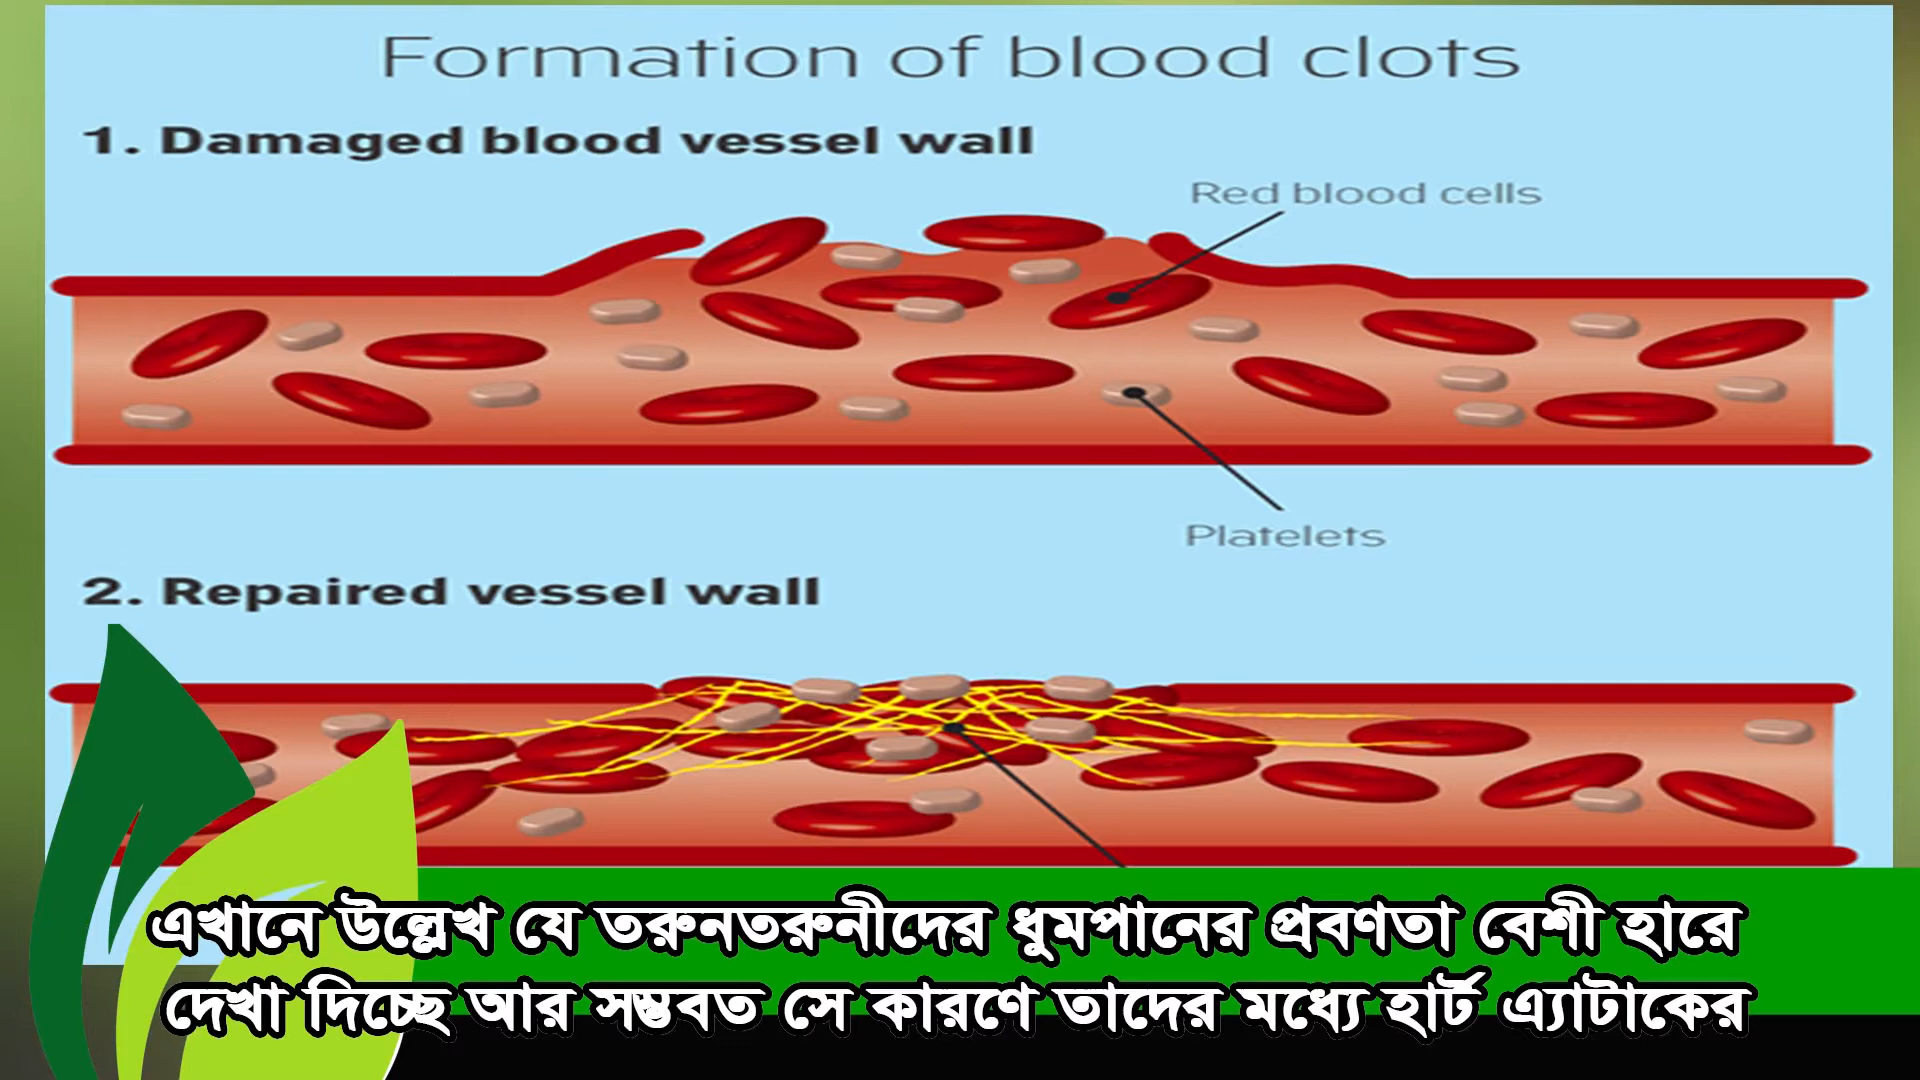 Formation of blood clots
1. Damaged blood vessel wall
Red blood cells
Platelets
2. Repaired vessel wall
এখানে উল্লেখ যে তরুনতরুনীদের ধুমপানের প্রবণতা বেশী হারে
দেখা দিচ্ছে আর সম্ভবত সে কারণে তাদের মধ্যে হার্ট এ্যাটাকের